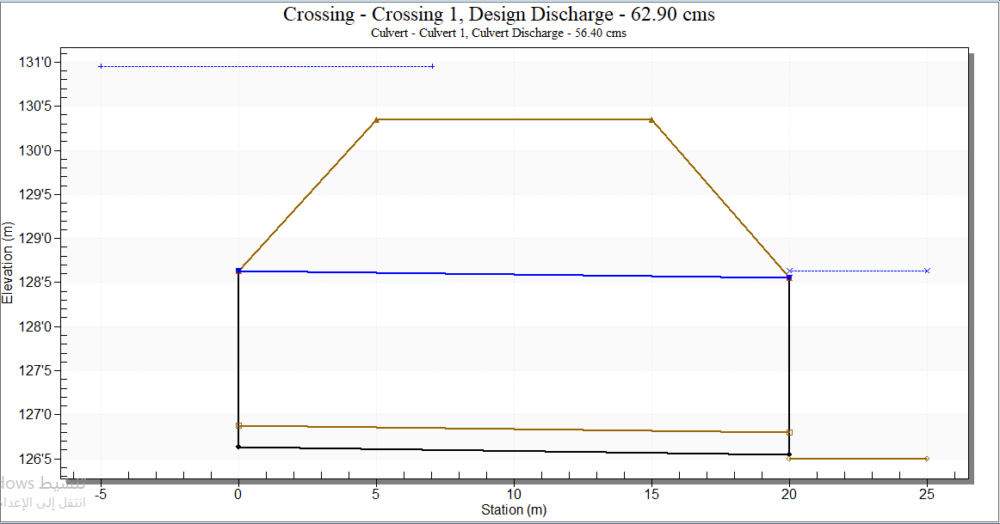 Crossing - Crossing 1, Design Discharge - 62.90 cms
Culvert - Culvert 1, Culvert Discharge - 56.40 cms
131'0
130'5
130'0
129'5
129'0
128'5
128'0
127'5
127'0
126'5
Elevation (m)
-5 0 5 10 15 20 25
Station (m)
تنشيط dows
انتقل إلى الإعدا